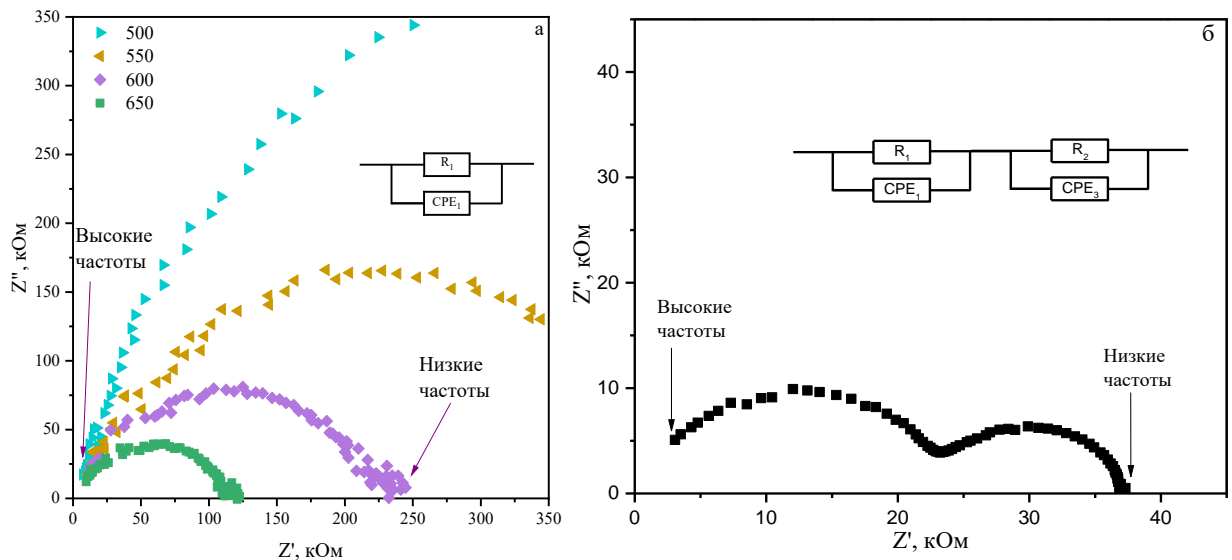 а
500
550
600
650
R1
CPE1
Высокие
частоты
Низкие
частоты
Z'', кОм
350
300
250
200
150
100
50
0
0 50 100 150 200 250 300 350
Z', кОм
б
R1
CPE1
R2
CPE3
Высокие
частоты
Низкие
частоты
Z'', кОм
40
30
20
10
0
0 10 20 30 40
Z', кОм